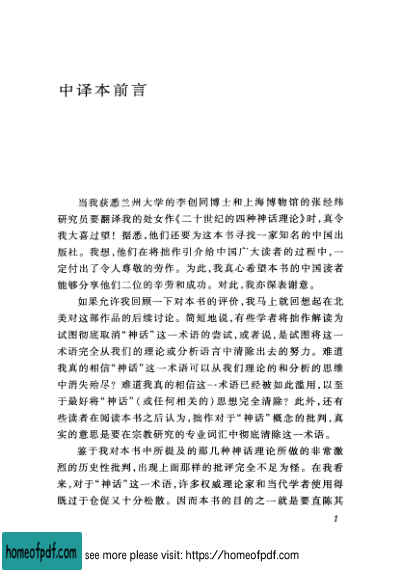 中译本前言
当我获悉兰州大学的李创同博士和上海博物馆的张经纬
研究员要翻译我的处女作《二十世纪的四种神话理论》时,真令
我大喜过望！据悉,他们还要为这本书寻找一家知名的中国出
版社。我想,他们在将拙作引介给中国广大读者的过程中,一
定付出了令人尊敬的劳作。为此,我真心希望本书的中国读者
能够分享他们二位的辛劳和成功。对此,我亦深表谢意。
如果允许我回顾一下对本书的评价,我马上就回想起在北
美对这部作品的后续讨论。简短地说,有些学者将拙作解读为
试图彻底取消“神话”这一术语的尝试,或者说,是试图将这一
术语完全从我们的理论或分析语言中清除出去的努力。难道
我真的相信“神话”这一术语可以从我们理论的和分析的思维
中消失殆尽？难道我真的相信这一术语已经被如此滥用,以至
于最好将“神话”(或任何相关的)思想完全清除？此外,还有
些读者在阅读本书之后认为,拙作对于“神话”概念的批判,真
实的意思是要在宗教研究的专业词汇中彻底清除这一术语。
鉴于我对本书中所提及的那几种神话理论所做的非常激
烈的历史性批判,出现上面那样的批评完全不足为怪。在我看
来,对于“神话”这一术语,许多权威理论家和当代学者使用得
既过于仓促又十分松散。因而本书的目的之一就是要直陈其
1
homeofpdf.com
see more please visit: https://homeofpdf.com